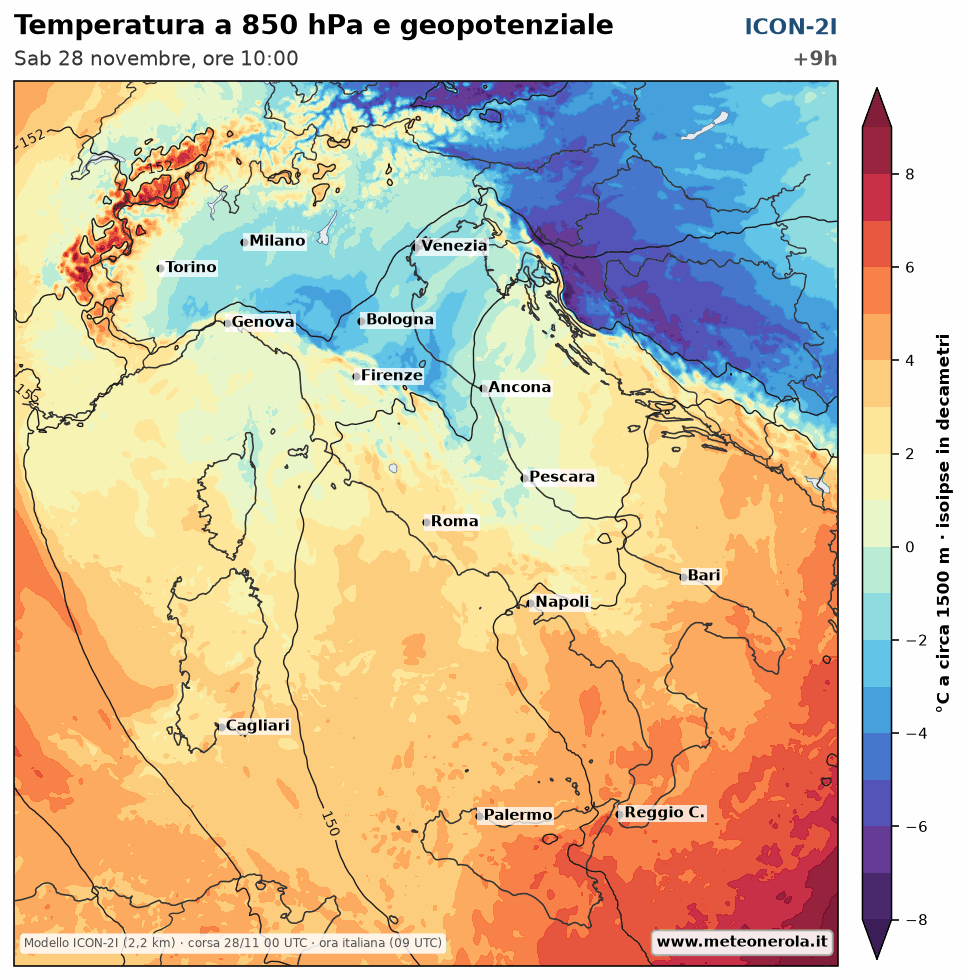 Temperatura a 850 hPa e geopotenziale
ICON-2I
Sab 28 novembre, ore 10:00
+9h
152
152
Milano
Venezia
Torino
Genova
Bologna
Firenze
Ancona
Pescara
Roma
Bari
Napoli
Cagliari
150
Palermo
Reggio C.
8
6
4
2
0
−2
−4
−6
−8
°C a circa 1500 m · isoipse in decametri
Modello ICON-2I (2,2 km) · corsa 28/11 00 UTC · ora italiana (09 UTC)
www.meteonerola.it